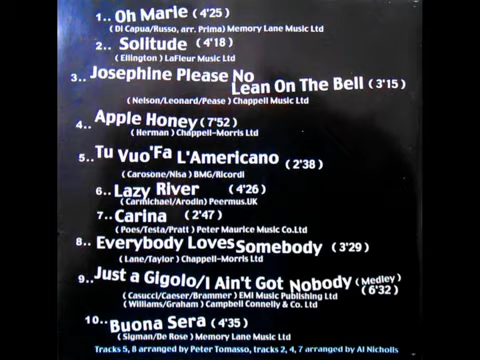 1.. Oh Marie (4'25)
(Di Capua/Russo, arr. Prima) Memory Lane Music Ltd
2.. Solitude (4'18)
(Ellington) LaFleur Music Ltd
3.. Josephine Please No
Lean On The Bell (3'15)
(Nelson/Leonard/Pease) Chappell Music Ltd
4.. Apple Honey (7'52)
(Herman) Chappell-Morris Ltd
5.. Tu Vuo'Fa L'Americano (2'38)
(Carosone/Nisa) BMG/Ricordi
6.. Lazy River (4'26)
(Carmichael/Arodin) Peermus.UK
7.. Carina (2'47)
(Poes/Testa/Pratt) Peter Maurice Music Co.Ltd
8.. Everybody Loves Somebody (3'29)
(Lane/Taylor) Chappell-Morris Ltd
9.. Just a Gigolo/I Ain't Got Nobody (Medley)
(6'32)
(Casucci/Caeser/Brammer) EMI Music Publishing Ltd
(Williams/Graham) Campbell Connelly & Co. Ltd
10.. Buona Sera (4'35)
(Sigman/De Rose) Memory Lane Music Ltd
Tracks 5, 8 arranged by Peter Tomasso, tracks 2, 4, 7 arranged by Al Nicholls